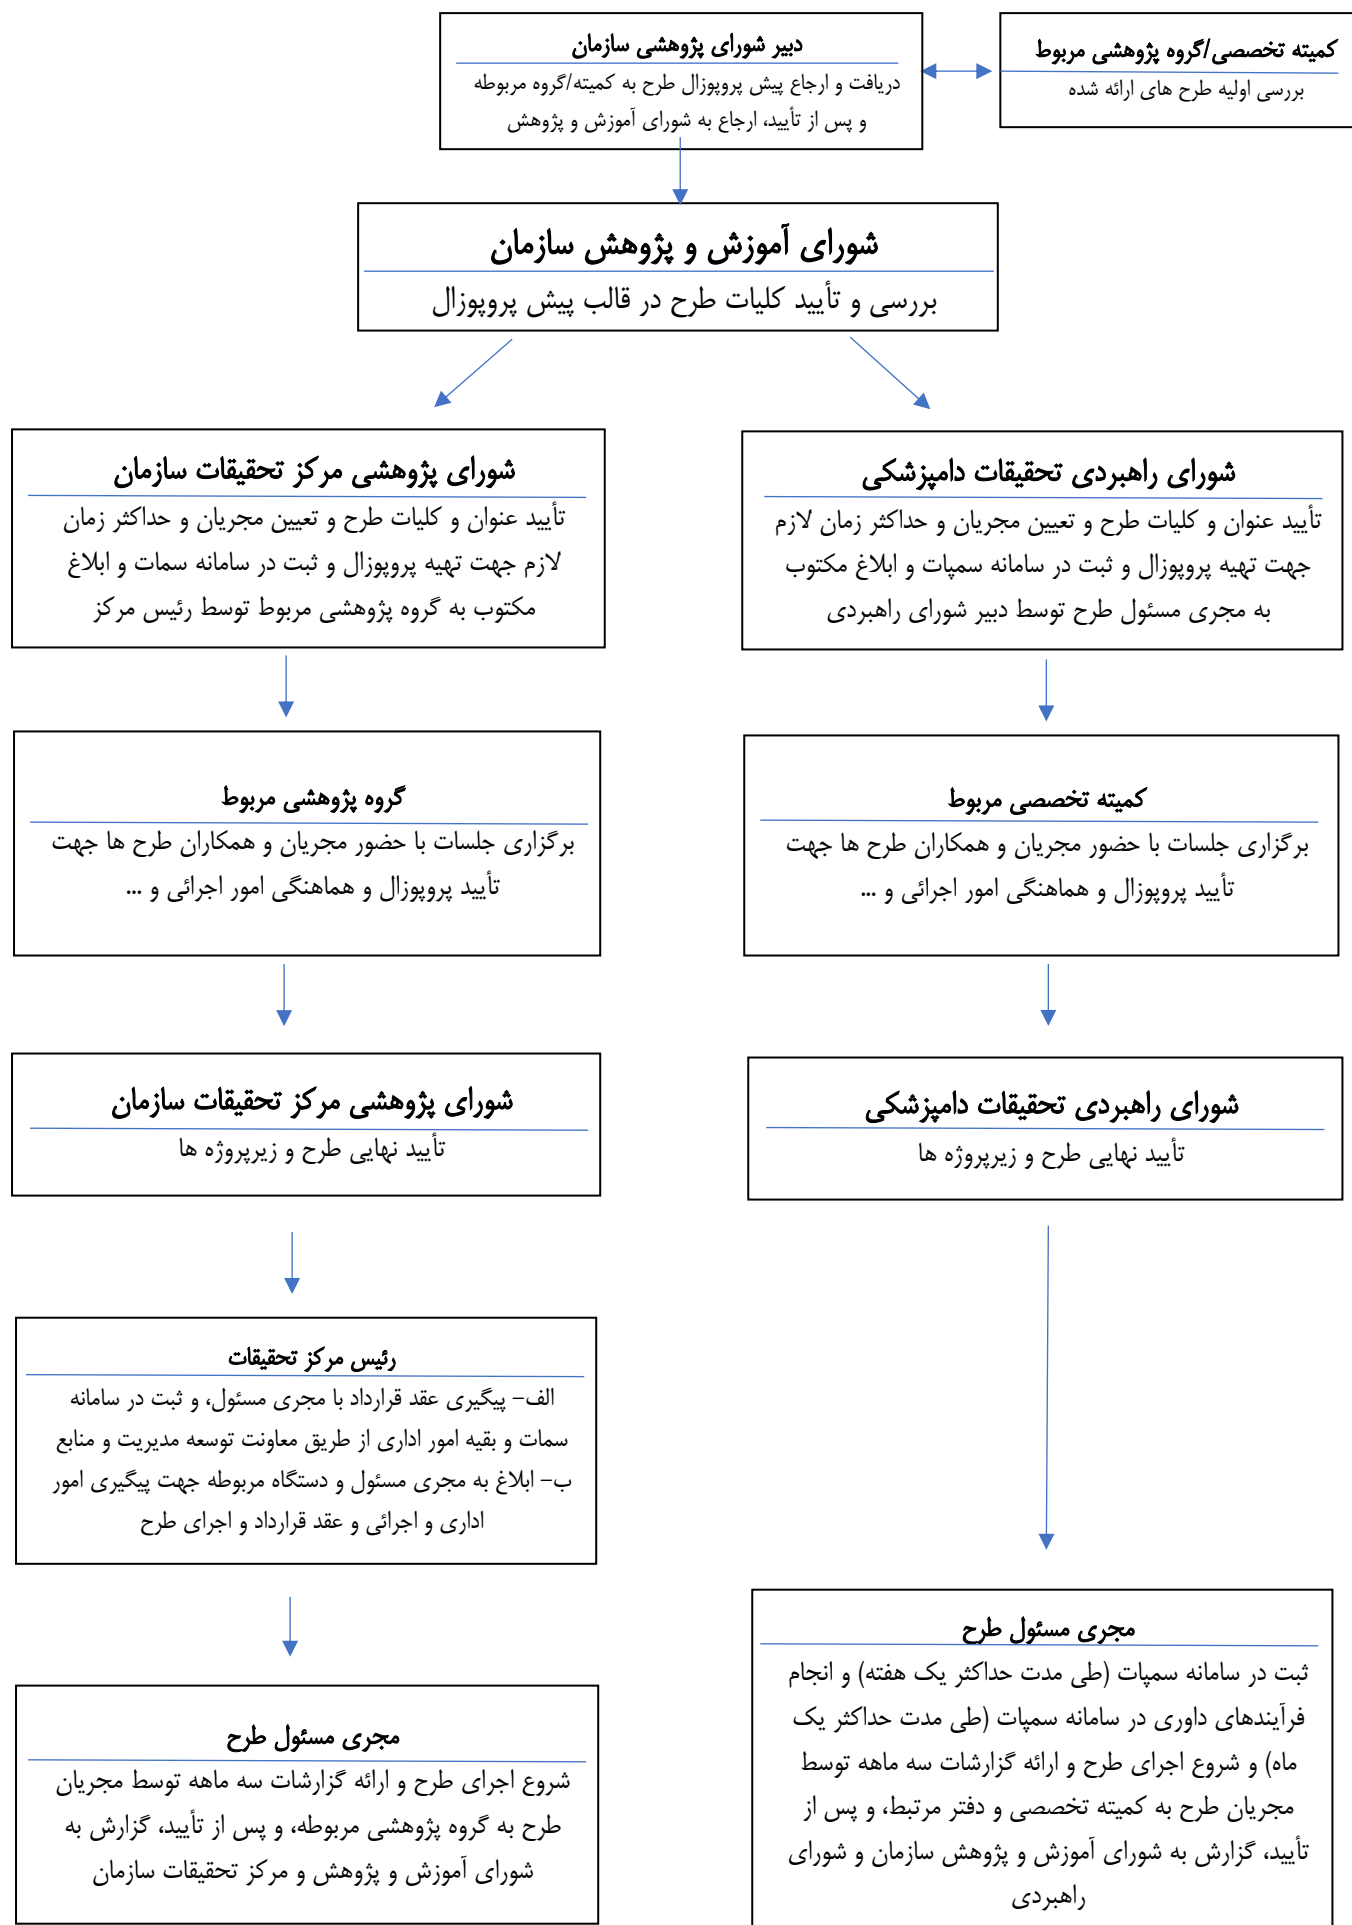 کمیته تخصصی/گروه پژوهشی مربوط
بررسی اولیه طرح های ارائه شده
دبیر شورای پژوهشی سازمان
دریافت و ارجاع پیش پروپوزال طرح به کمیته/گروه مربوطه
و پس از تأیید، ارجاع به شورای آموزش و پژوهش
شورای آموزش و پژوهش سازمان
بررسی و تأیید کلیات طرح در قالب پیش پروپوزال
شورای راهبردی تحقیقات دامپزشکی
تأیید عنوان و کلیات طرح و تعیین مجریان و حداکثر زمان لازم
جهت تهیه پروپوزال و ثبت در سامانه سمپات و ابلاغ مکتوب
به مجری مسئول طرح توسط دبیر شورای راهبردی
شورای پژوهشی مرکز تحقیقات سازمان
تأیید عنوان و کلیات طرح و تعیین مجریان و حداکثر زمان
لازم جهت تهیه پروپوزال و ثبت در سامانه سمات و ابلاغ
مکتوب به گروه پژوهشی مربوط توسط رئیس مرکز
کمیته تخصصی مربوط
برگزاری جلسات با حضور مجریان و همکاران طرح ها جهت
تأیید پروپوزال و هماهنگی امور اجرائی و ...
گروه پژوهشی مربوط
برگزاری جلسات با حضور مجریان و همکاران طرح ها جهت
تأیید پروپوزال و هماهنگی امور اجرائی و ...
شورای راهبردی تحقیقات دامپزشکی
تأیید نهایی طرح و زیرپروژه ها
شورای پژوهشی مرکز تحقیقات سازمان
تأیید نهایی طرح و زیرپروژه ها
رئیس مرکز تحقیقات
الف- پیگیری عقد قرارداد با مجری مسئول، و ثبت در سامانه
سمات و بقیه امور اداری از طریق معاونت توسعه مدیریت و منابع
ب- ابلاغ به مجری مسئول و دستگاه مربوطه جهت پیگیری امور
اداری و اجرائی و عقد قرارداد و اجرای طرح
مجری مسئول طرح
ثبت در سامانه سمپات (طی مدت حداکثر یک هفته) و انجام
فرآیندهای داوری در سامانه سمپات (طی مدت حداکثر یک
ماه) و شروع اجرای طرح و ارائه گزارشات سه ماهه توسط
مجریان طرح به کمیته تخصصی و دفتر مرتبط، و پس از
تأیید، گزارش به شورای آموزش و پژوهش سازمان و شورای
راهبردی
مجری مسئول طرح
شروع اجرای طرح و ارائه گزارشات سه ماهه توسط مجریان
طرح به گروه پژوهشی مربوطه، و پس از تأیید، گزارش به
شورای آموزش و پژوهش و مرکز تحقیقات سازمان